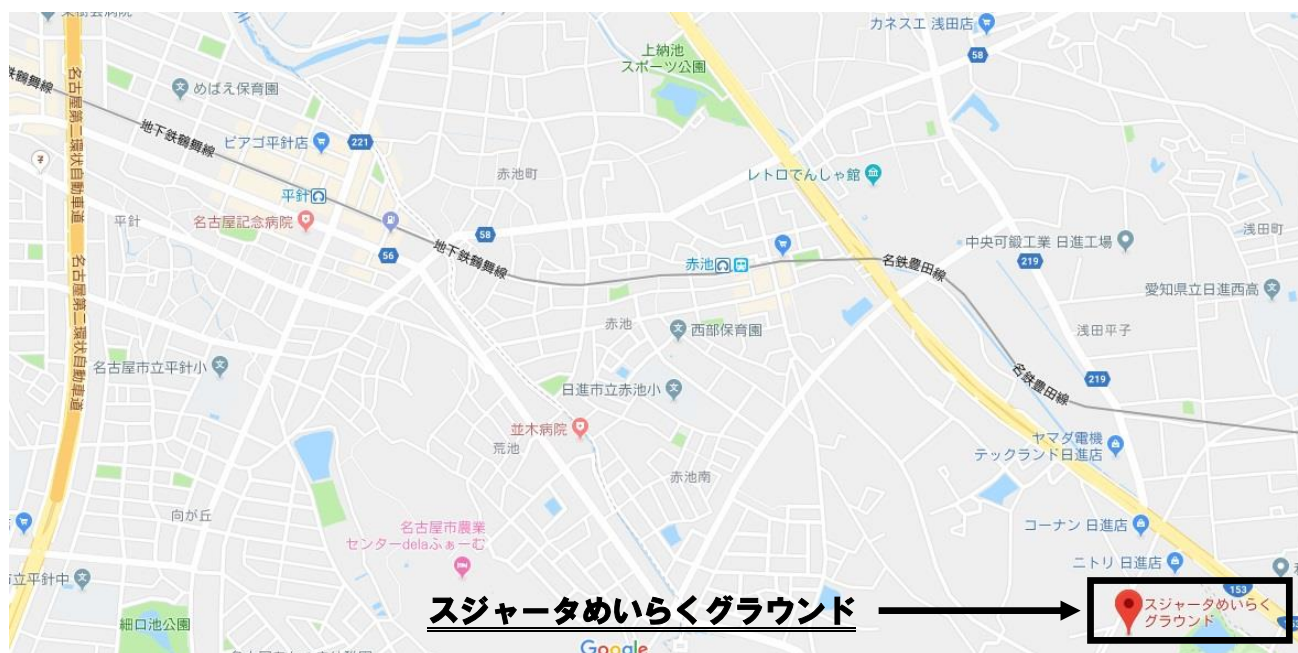 カネスエ 浅田店
上納池
スポーツ公園
58
めばえ保育園
名古屋第二環状自動車道
地下鉄鶴舞線
ピアゴ平針店
221
赤池町
レトロでんしゃ館
平針
名古屋記念病院
平針
58
56
地下鉄鶴舞線
赤池
名鉄豊田線
中央可鍛工業 日進工場
219
浅田町
愛知県立日進西高
名古屋第二環状自動車道
赤池
西部保育園
浅田平子
名古屋市立平針小
日進市立赤池小
219
名鉄豊田線
並木病院
荒池
赤池南
ヤマダ電機
テックランド日進店
向が丘
名古屋市農業
センターdelaふぁーむ
コーナン 日進店
ニトリ 日進店
市立平針中
153
スジャータめいらく
グラウンド
スジャータめいらくグラウンド
細口池公園
Google